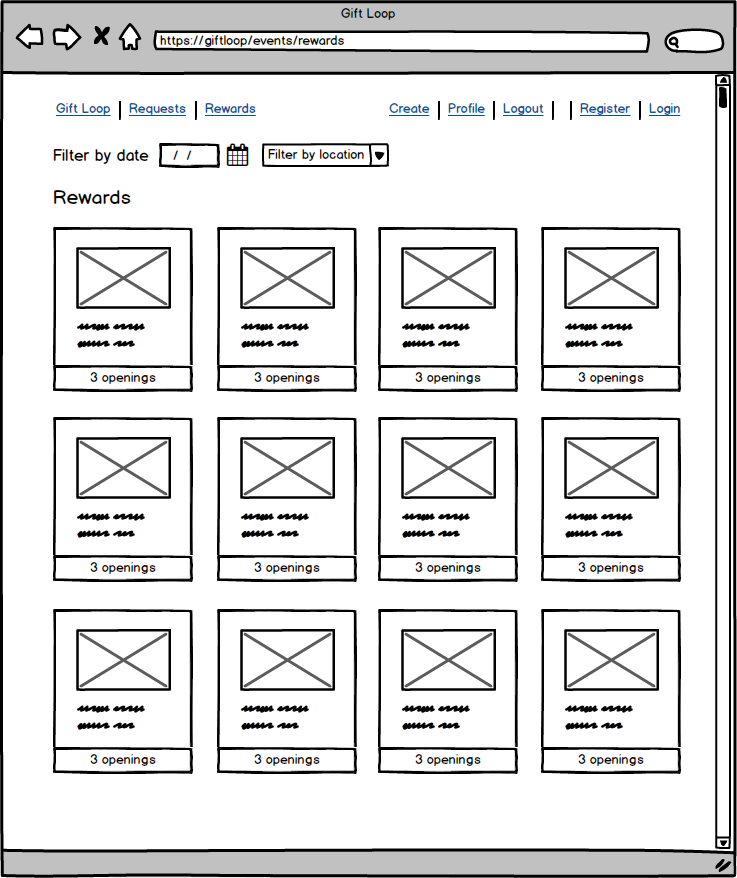 Gift Loop
https://giftloop/events/rewards
Gift Loop | Requests | Rewards Create | Profile | Logout | | Register | Login
Filter by date / / Filter by location
Rewards
3 openings 3 openings 3 openings 3 openings
3 openings 3 openings 3 openings 3 openings
3 openings 3 openings 3 openings 3 openings